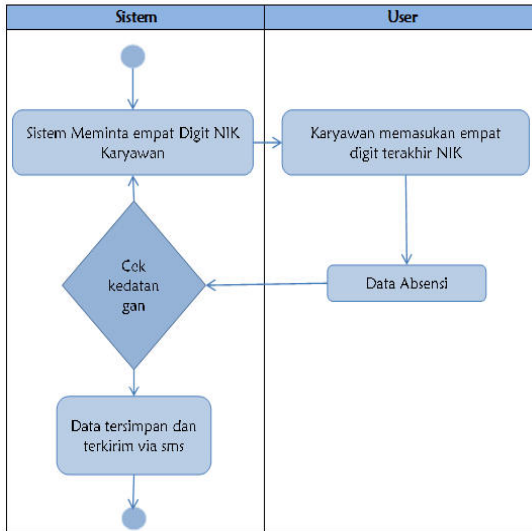 Sistem
User
Sistem Meminta empat Digit NIK
Karyawan
Karyawan memasukan empat
digit terakhir NIK
Cek
kedatan
gan
Data Absensi
Data tersimpan dan
terkirim via sms